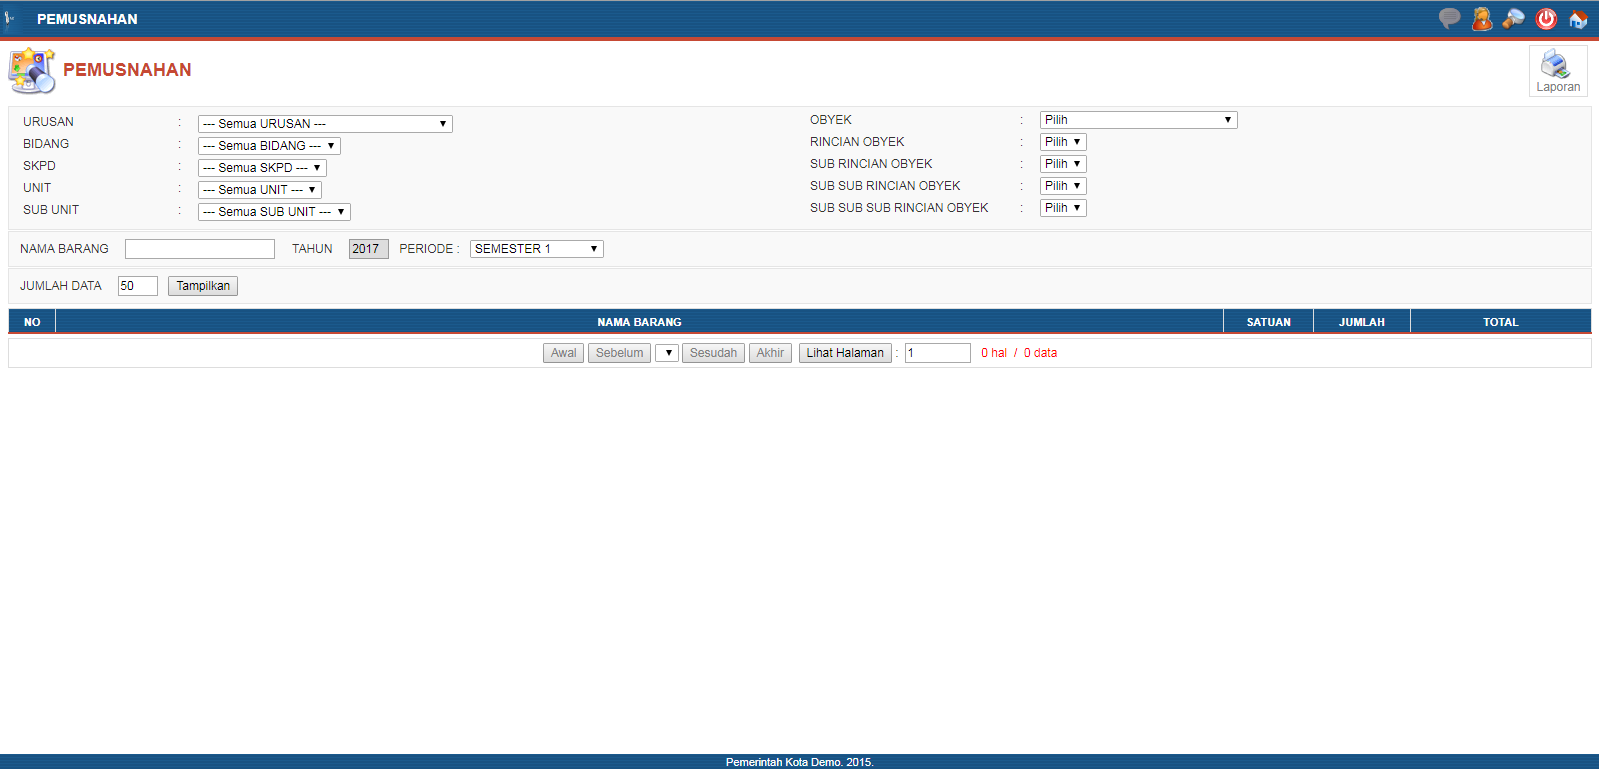 PEMUSNAHAN
PEMUSNAHAN
Laporan
URUSAN : --- Semua URUSAN ---
BIDANG : --- Semua BIDANG ---
SKPD : --- Semua SKPD ---
UNIT : --- Semua UNIT ---
SUB UNIT : --- Semua SUB UNIT ---
OBYEK : Pilih
RINCIAN OBYEK : Pilih
SUB RINCIAN OBYEK : Pilih
SUB SUB RINCIAN OBYEK : Pilih
SUB SUB SUB RINCIAN OBYEK : Pilih
NAMA BARANG TAHUN 2017 PERIODE : SEMESTER 1
JUMLAH DATA 50 Tampilkan
NO NAMA BARANG SATUAN JUMLAH TOTAL
Awal Sebelum Sesudah Akhir Lihat Halaman : 1 0 hal / 0 data
Pemerintah Kota Demo. 2015.